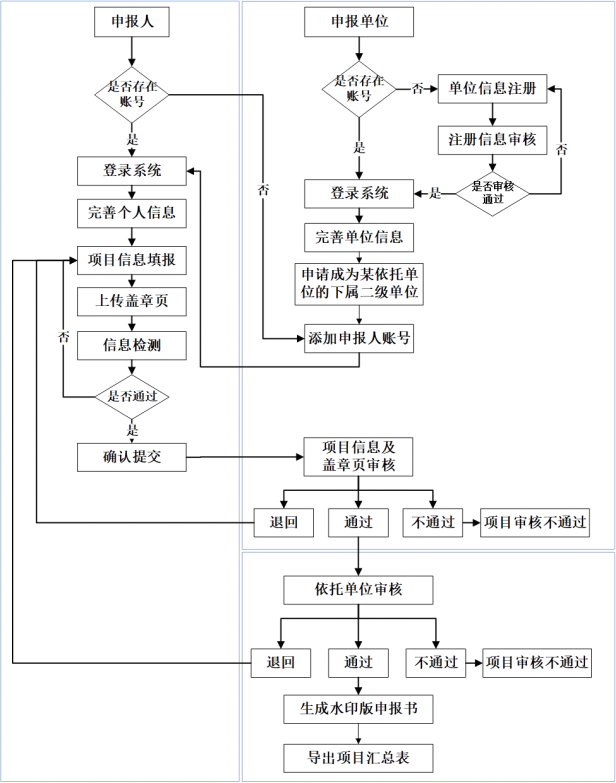 申报人
是否存在
账号
是
否
登录系统
完善个人信息
项目信息填报
上传盖章页
信息检测
否
是否通过
是
确认提交
申报单位
是否存在
账号
否
单位信息注册
注册信息审核
是否审核
通过
否
是
是
登录系统
完善单位信息
申请成为某依托单
位的下属二级单位
添加申报人账号
项目信息及
盖章页审核
退回
通过
不通过
项目审核不通过
依托单位审核
退回
通过
不通过
项目审核不通过
生成水印版申报书
导出项目汇总表